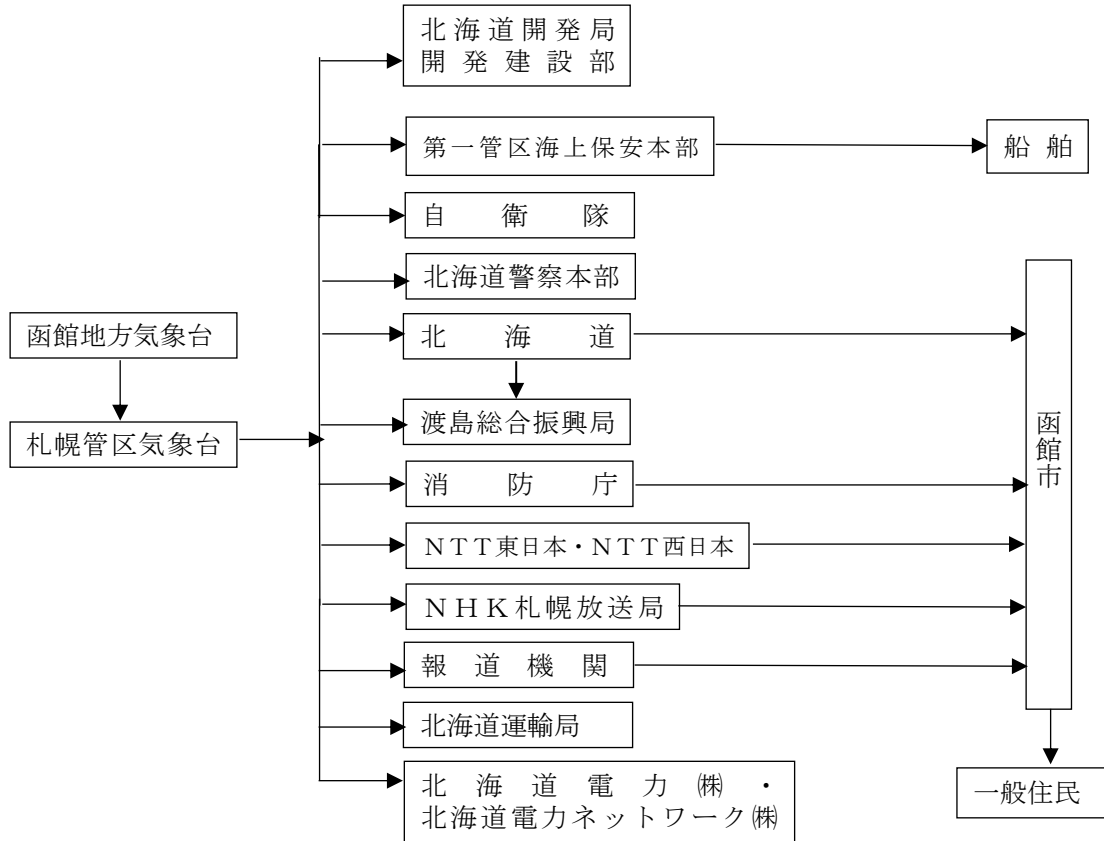 北海道開発局
開発建設部
第一管区海上保安本部
船舶
自衛隊
北海道警察本部
函館地方気象台
北海道
渡島総合振興局
札幌管区気象台
函館市
消防庁
NTT東日本・NTT西日本
NHK札幌放送局
報道機関
北海道運輸局
北海道電力㈱・
北海道電力ネットワーク㈱
一般住民